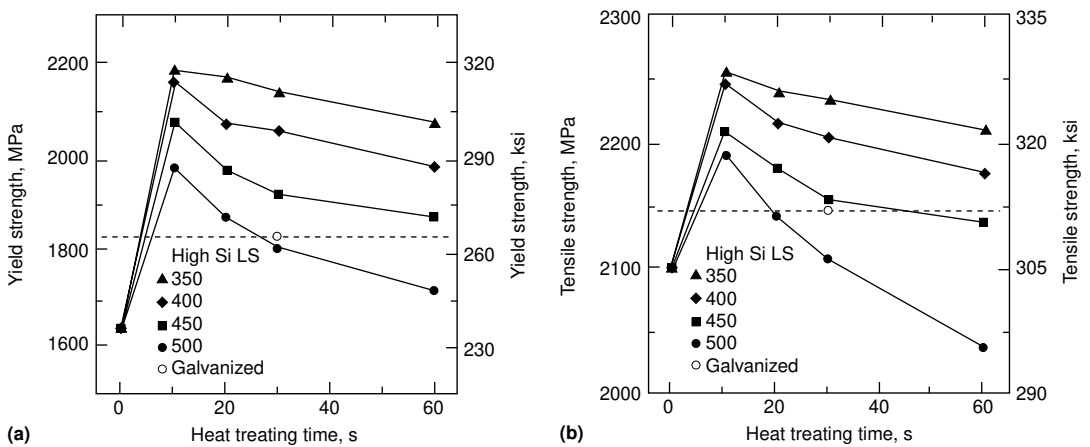 2200
2000
1800
1600
320
290
260
230
Yield strength, MPa
Yield strength, ksi
High Si LS
350
400
450
500
Galvanized
0
20
40
60
Heat treating time, s
(a)
2300
2200
2100
2000
335
320
305
290
Tensile strength, MPa
Tensile strength, ksi
High Si LS
350
400
450
500
Galvanized
0
20
40
60
Heat treating time, s
(b)